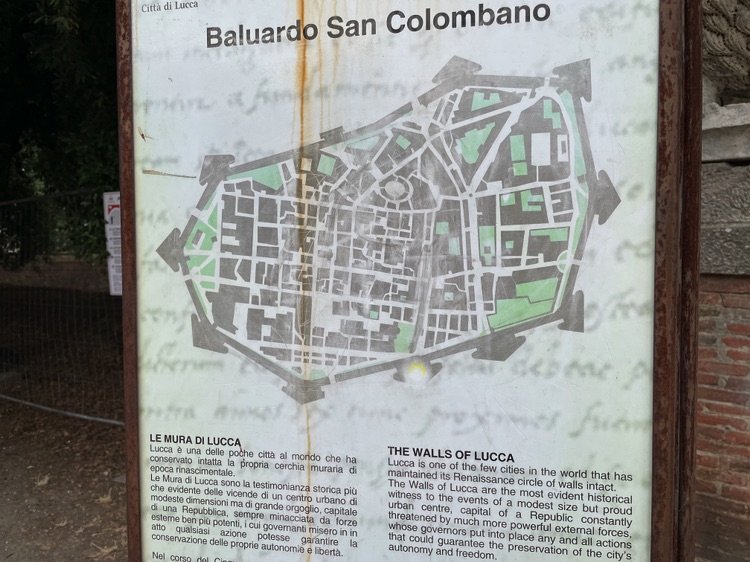 Città di Lucca
Baluardo San Colombano
LE MURA DI LUCCA
Lucca è una delle poche città al mondo che ha
conservato intatta la propria cerchia muraria di
epoca rinascimentale.
Le Mura di Lucca sono la testimonianza storica più
che evidente delle vicende di un centro urbano di
modeste dimensioni ma di grande orgoglio, capitale
di una Repubblica, sempre minacciata da forze
esterne ben più potenti, i cui governanti misero in in
atto qualsiasi azione potesse garantire la
conservazione delle proprie autonomie e libertà.
Nel corso del
THE WALLS OF LUCCA
Lucca is one of the few cities in the world that has
maintained its Renaissance circle of walls intact.
The Walls of Lucca are the most evident historical
witness to the events of a modest size but proud
urban centre, capital of a Republic constantly
threatened by much more powerful external forces,
whose governors put into place any and all actions
that could guarantee the preservation of the city's
autonomy and freedom.